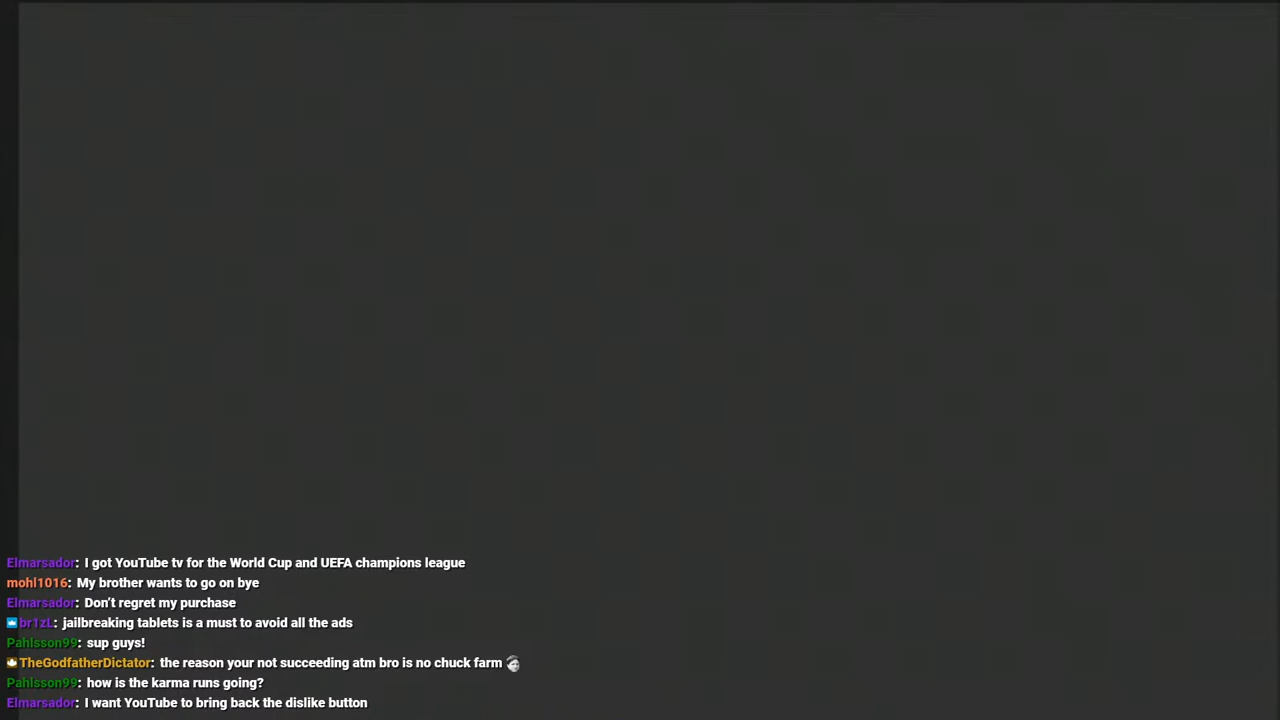 Elmarsador: I got YouTube tv for the World Cup and UEFA champions league
mohl1016: My brother wants to go on bye
Elmarsador: Don't regret my purchase
br1zL: jailbreaking tablets is a must to avoid all the ads
Pahlsson99: sup guys!
TheGodfatherDictator: the reason your not succeeding atm bro is no chuck farm
Pahlsson99: how is the karma runs going?
Elmarsador: I want YouTube to bring back the dislike button